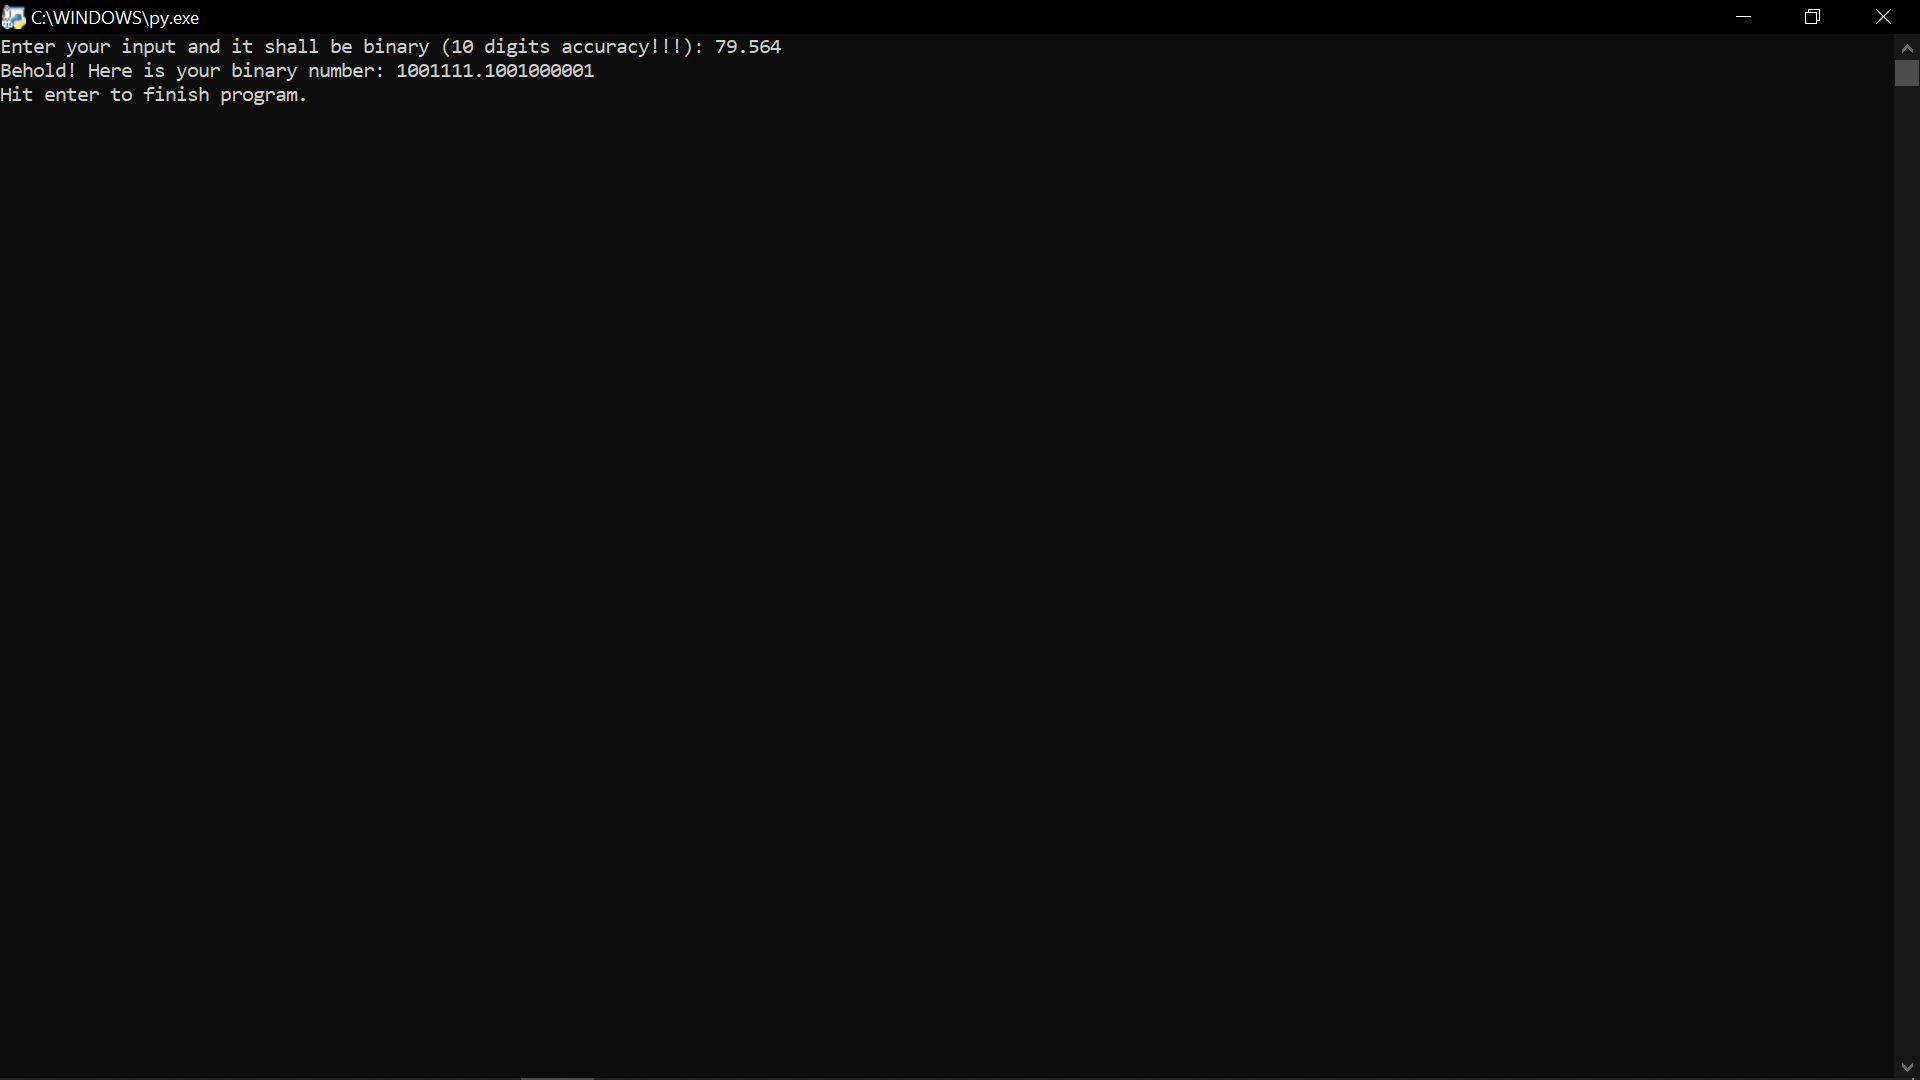 C:\WINDOWS\py.exe
Enter your input and it shall be binary (10 digits accuracy!!!): 79.564
Behold! Here is your binary number: 1001111.1001000001
Hit enter to finish program.